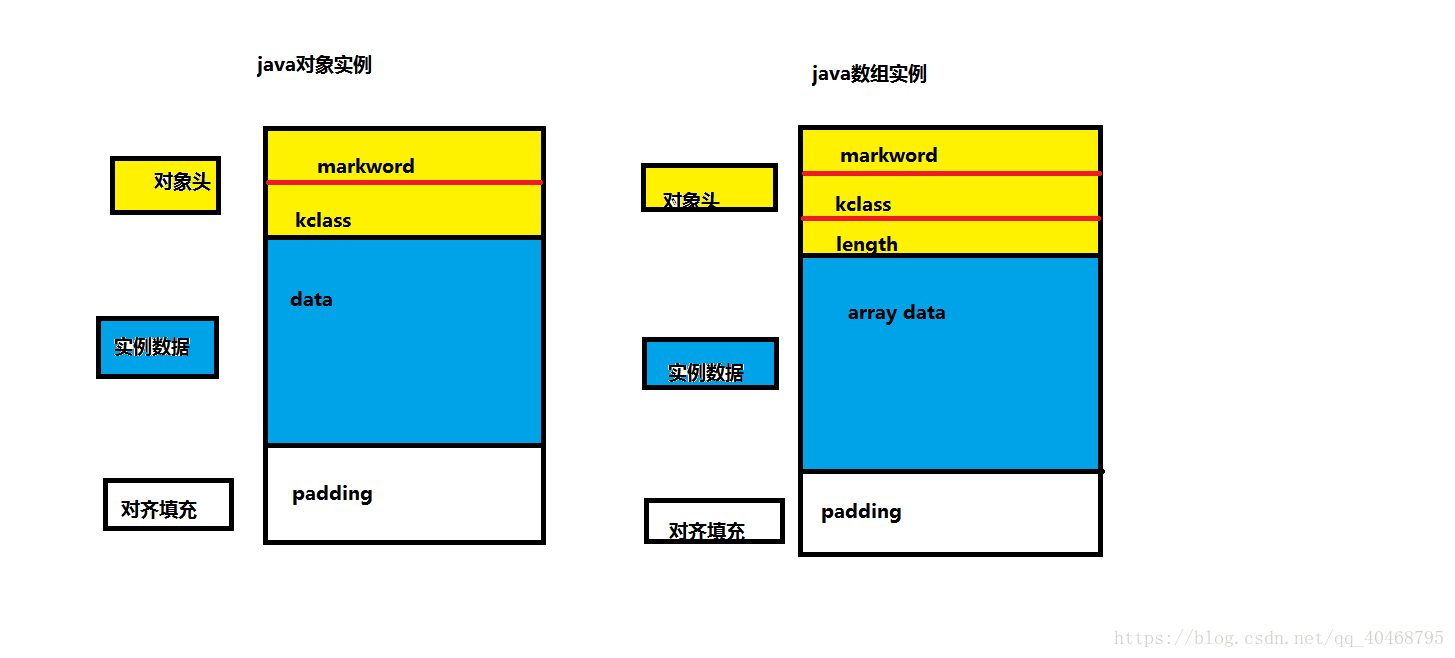 java对象实例
对象头
markword
kclass
实例数据
data
对齐填充
padding
java数组实例
对象头
markword
kclass
length
实例数据
array data
对齐填充
padding
https://blog.csdn.net/qq_40468795